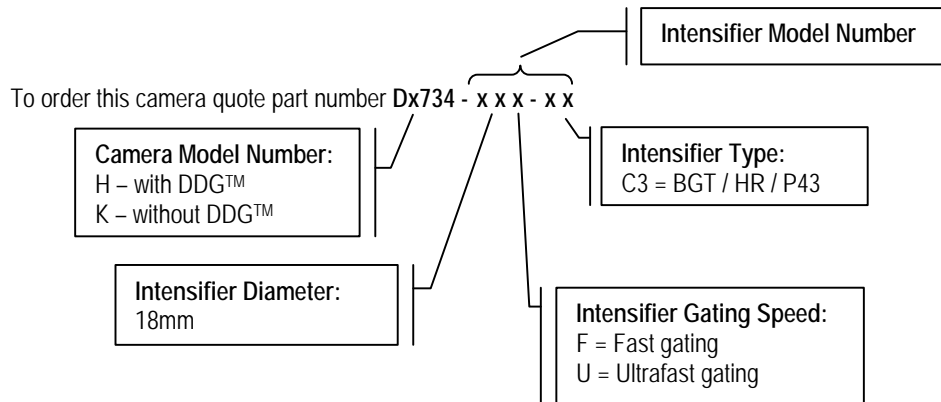 Intensifier Model Number
To order this camera quote part number Dx734 - x x x - x x
Camera Model Number:
H – with DDG™
K – without DDG™
Intensifier Type:
C3 = BGT / HR / P43
Intensifier Diameter:
18mm
Intensifier Gating Speed:
F = Fast gating
U = Ultrafast gating